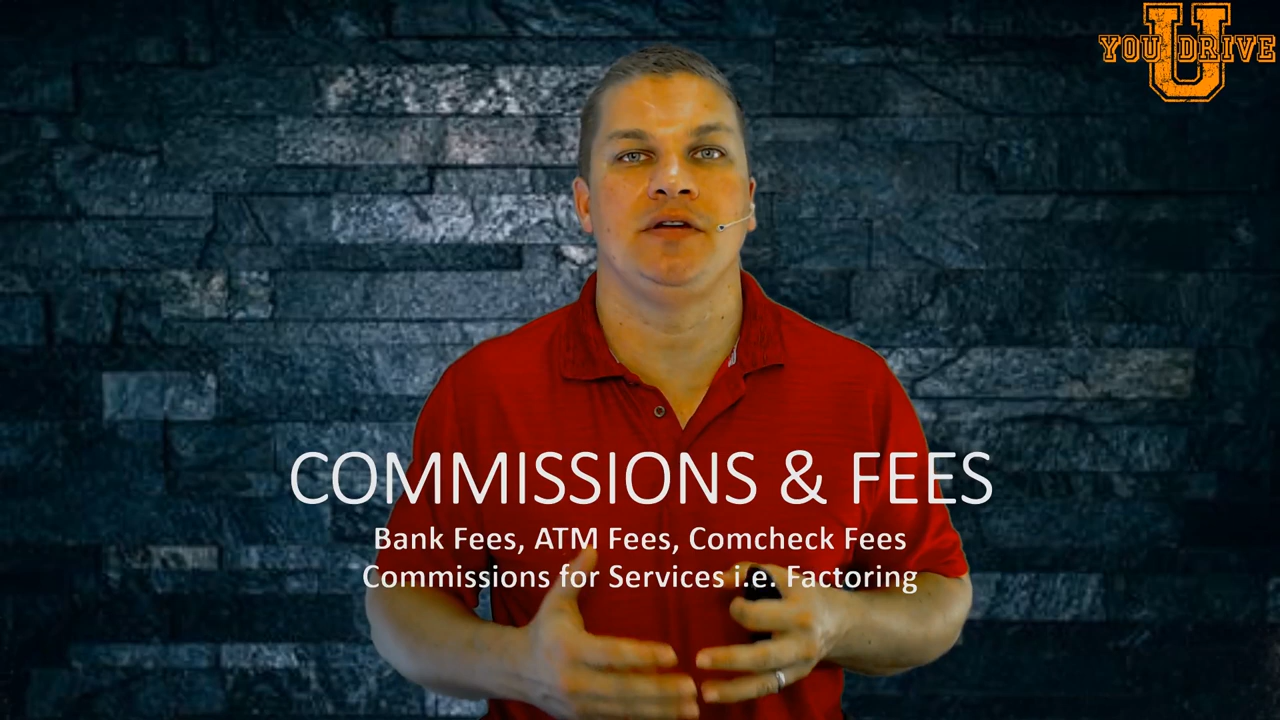 YOU DRIVE
U
COMMISSIONS & FEES
Bank Fees, ATM Fees, Comcheck Fees
Commissions for Services i.e. Factoring